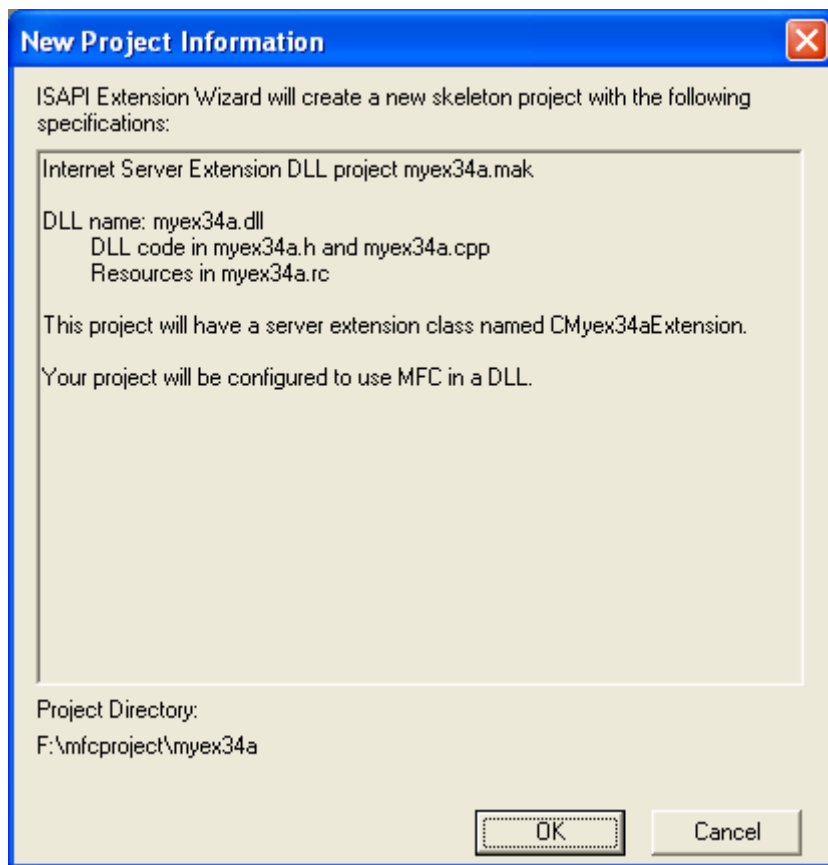 New Project Information
ISAPI Extension Wizard will create a new skeleton project with the following
specifications:
Internet Server Extension DLL project myex34a.mak
DLL name: myex34a.dll
DLL code in myex34a.h and myex34a.cpp
Resources in myex34a.rc
This project will have a server extension class named CMyex34aExtension.
Your project will be configured to use MFC in a DLL.
Project Directory:
F:\mfcproject\myex34a
OK Cancel